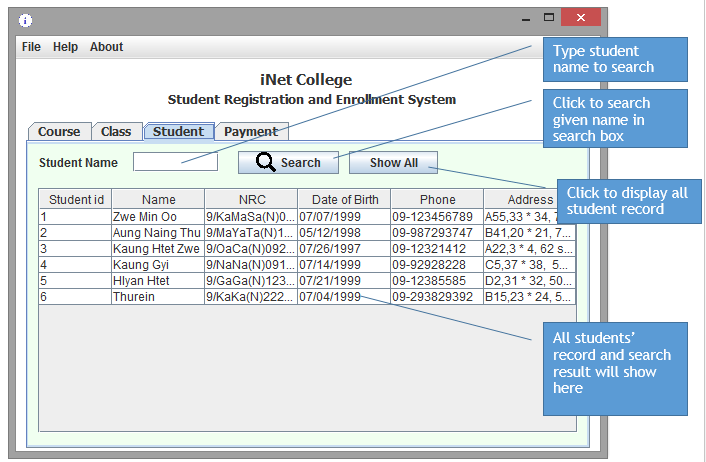 File Help About
iNet College
Student Registration and Enrollment System
Course Class Student Payment
Student Name Search Show All
Student id Name NRC Date of Birth Phone Address
1 Zwe Min Oo 9/KaMaSa(N)0... 07/07/1999 09-123456789 A55,33 * 34, 7
2 Aung Naing Thu 9/MaYaTa(N)1... 05/12/1998 09-987293747 B41,20 * 21, 7...
3 Kaung Htet Zwe 9/OaCa(N)092... 07/26/1997 09-12321412 A22,3 * 4, 62 s...
4 Kaung Gyi 9/NaNa(N)091... 07/14/1999 09-92928228 C5,37 * 38, 5...
5 Hlyan Htet 9/GaGa(N)123... 07/21/1999 09-12385585 D2,31 * 32, 50...
6 Thurein 9/KaKa(N)222... 07/04/1999 09-293829392 B15,23 * 24, 5...
Type student
name to search
Click to search
given name in
search box
Click to display all
student record
All students’
record and search
result will show
here